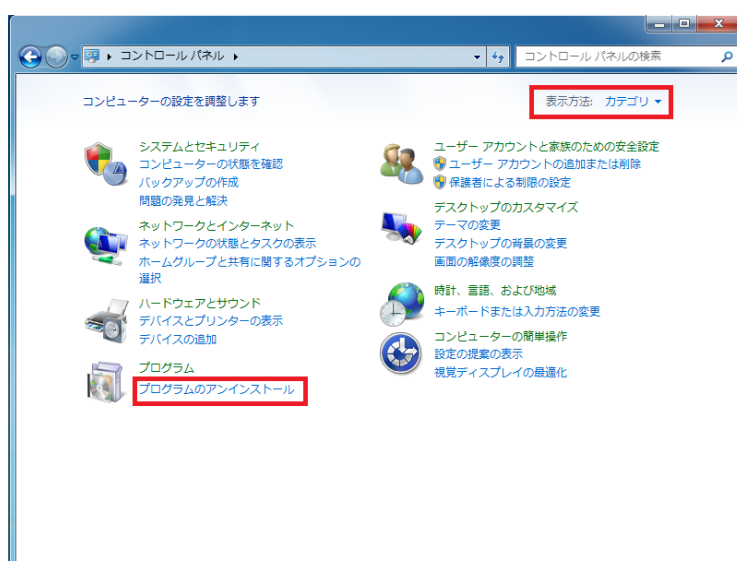 コントロール パネル
コントロール パネルの検索
コンピューターの設定を調整します
表示方法: カテゴリ
システムとセキュリティ
コンピューターの状態を確認
バックアップの作成
問題の発見と解決
ネットワークとインターネット
ネットワークの状態とタスクの表示
ホームグループと共有に関するオプションの
選択
ハードウェアとサウンド
デバイスとプリンターの表示
デバイスの追加
プログラム
プログラムのアンインストール
ユーザー アカウントと家族のための安全設定
ユーザー アカウントの追加または削除
保護者による制限の設定
デスクトップのカスタマイズ
テーマの変更
デスクトップの背景の変更
画面の解像度の調整
時計、言語、および地域
キーボードまたは入力方法の変更
コンピューターの簡単操作
設定の提案の表示
視覚ディスプレイの最適化